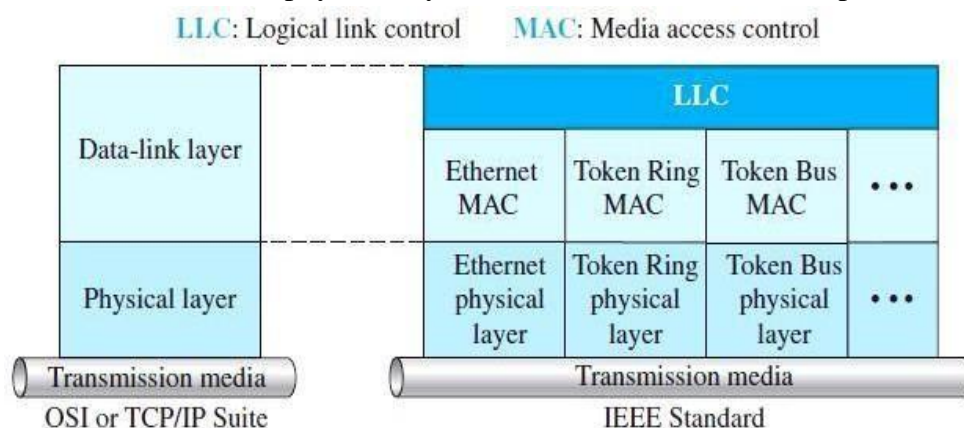 LLC: Logical link control MAC: Media access control
LLC
Data-link layer
Ethernet MAC
Token Ring MAC
Token Bus MAC
•••
Physical layer
Ethernet physical layer
Token Ring physical layer
Token Bus physical layer
•••
Transmission media
Transmission media
OSI or TCP/IP Suite
IEEE Standard